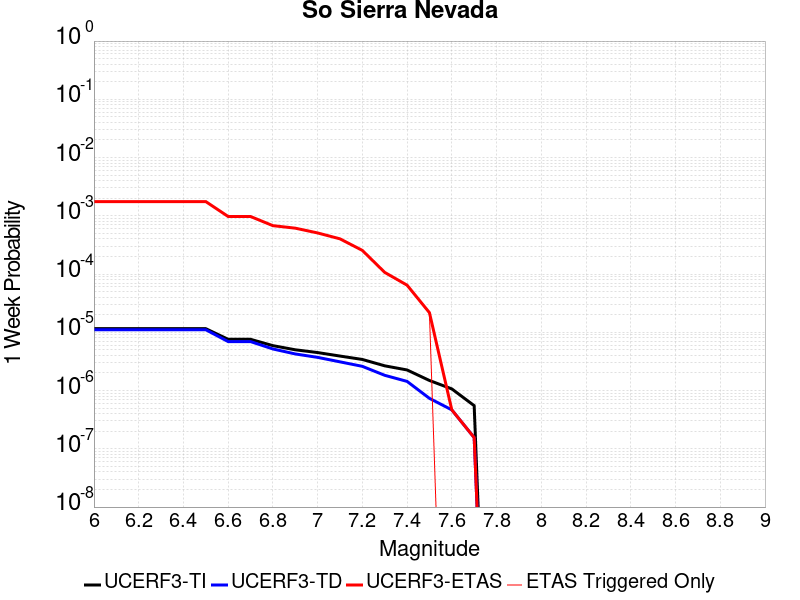 So Sierra Nevada
10^0
10^-1
10^-2
10^-3
10^-4
10^-5
10^-6
10^-7
10^-8
1 Week Probability
6 6.2 6.4 6.6 6.8 7 7.2 7.4 7.6 7.8 8 8.2 8.4 8.6 8.8 9
Magnitude
UCERF3-TI UCERF3-TD UCERF3-ETAS ETAS Triggered Only